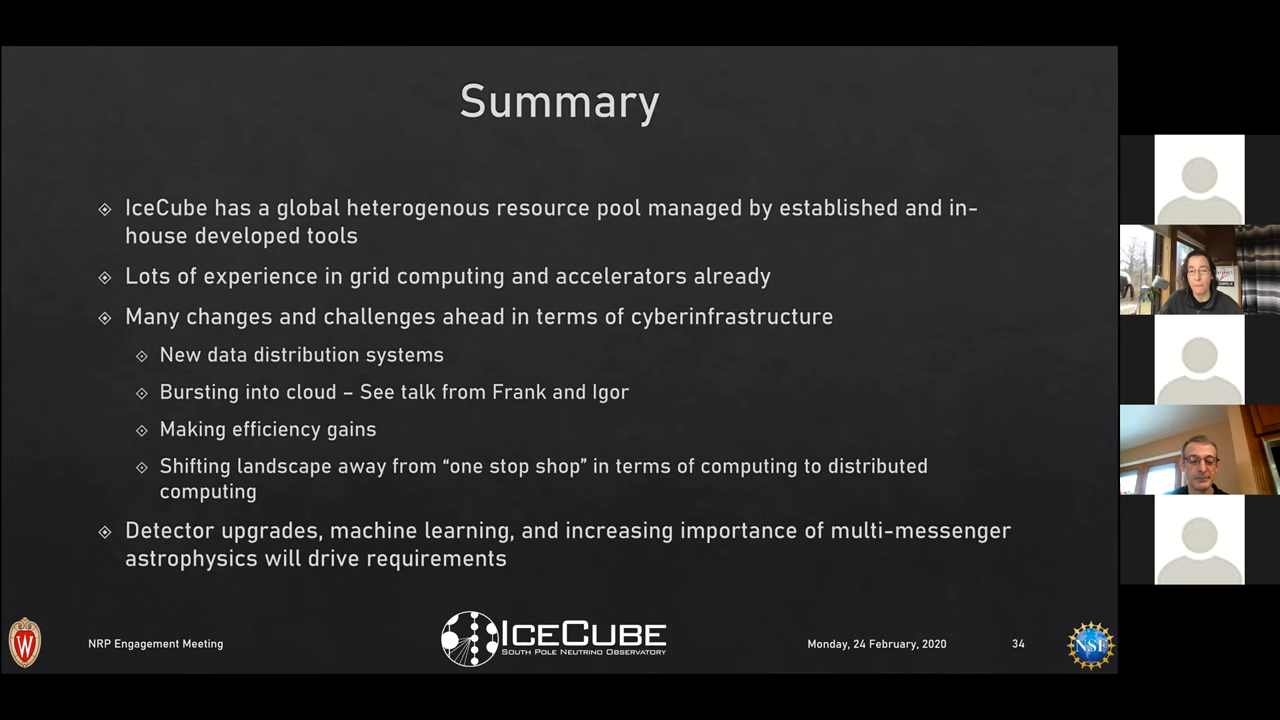 Summary
IceCube has a global heterogenous resource pool managed by established and in-
house developed tools
Lots of experience in grid computing and accelerators already
Many changes and challenges ahead in terms of cyberinfrastructure
New data distribution systems
Bursting into cloud – See talk from Frank and Igor
Making efficiency gains
Shifting landscape away from “one stop shop” in terms of computing to distributed
computing
Detector upgrades, machine learning, and increasing importance of multi-messenger
astrophysics will drive requirements
W
NRP Engagement Meeting
ICECUBE
SOUTH POLE NEUTRINO OBSERVATORY
Monday, 24 February, 2020
34
NSF